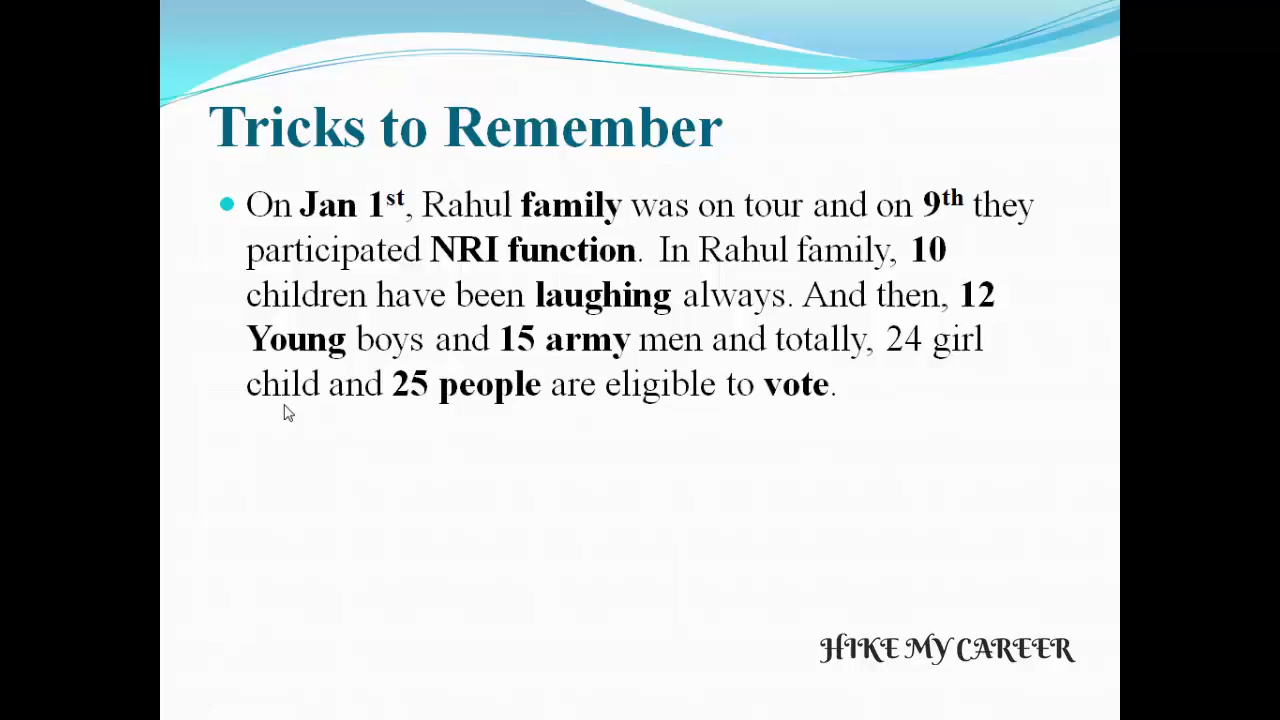 Tricks to Remember
• On Jan 1st, Rahul family was on tour and on 9th they
participated NRI function. In Rahul family, 10
children have been laughing always. And then, 12
Young boys and 15 army men and totally, 24 girl
child and 25 people are eligible to vote.
HIKE MY CAREER